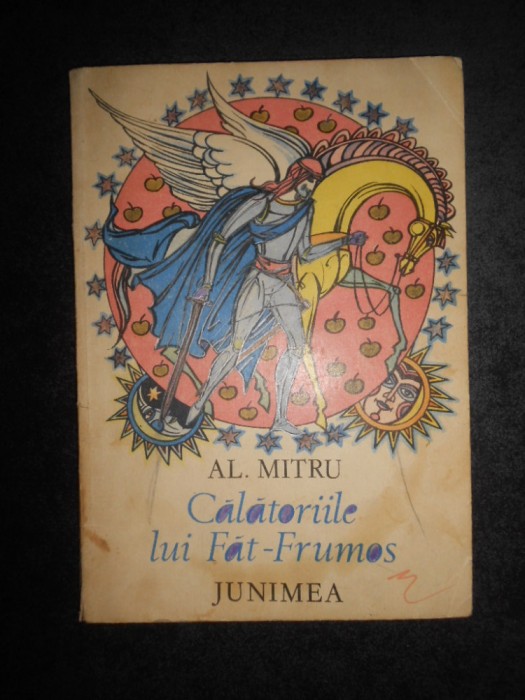 AL. MITRU
Călătoriile
lui Făt-Frumos
JUNIMEA